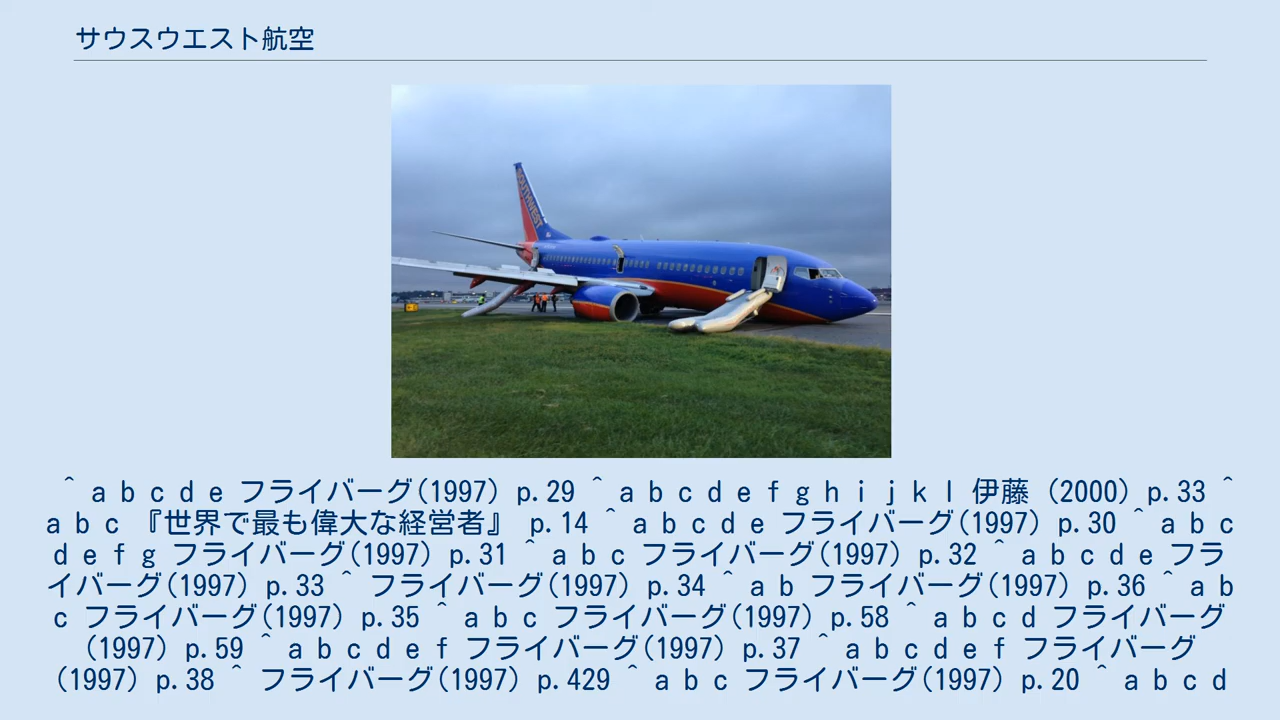 サウスウエスト航空
SOUTHWEST
^ a b c d e フライバーグ(1997) p.29 ^ a b c d e f g h i j k l 伊藤 (2000) p.33 ^
a b c 『世界で最も偉大な経営者』 p.14 ^ a b c d e フライバーグ(1997) p.30 ^ a b c
d e f g フライバーグ(1997) p.31 ^ a b c フライバーグ(1997) p.32 ^ a b c d e フラ
イバーグ(1997) p.33 ^ フライバーグ(1997) p.34 ^ a b フライバーグ(1997) p.36 ^ a b
c フライバーグ(1997) p.35 ^ a b c フライバーグ(1997) p.58 ^ a b c d フライバーグ
(1997) p.59 ^ a b c d e f フライバーグ(1997) p.37 ^ a b c d e f フライバーグ
(1997) p.38 ^ フライバーグ(1997) p.429 ^ a b c フライバーグ(1997) p.20 ^ a b c d